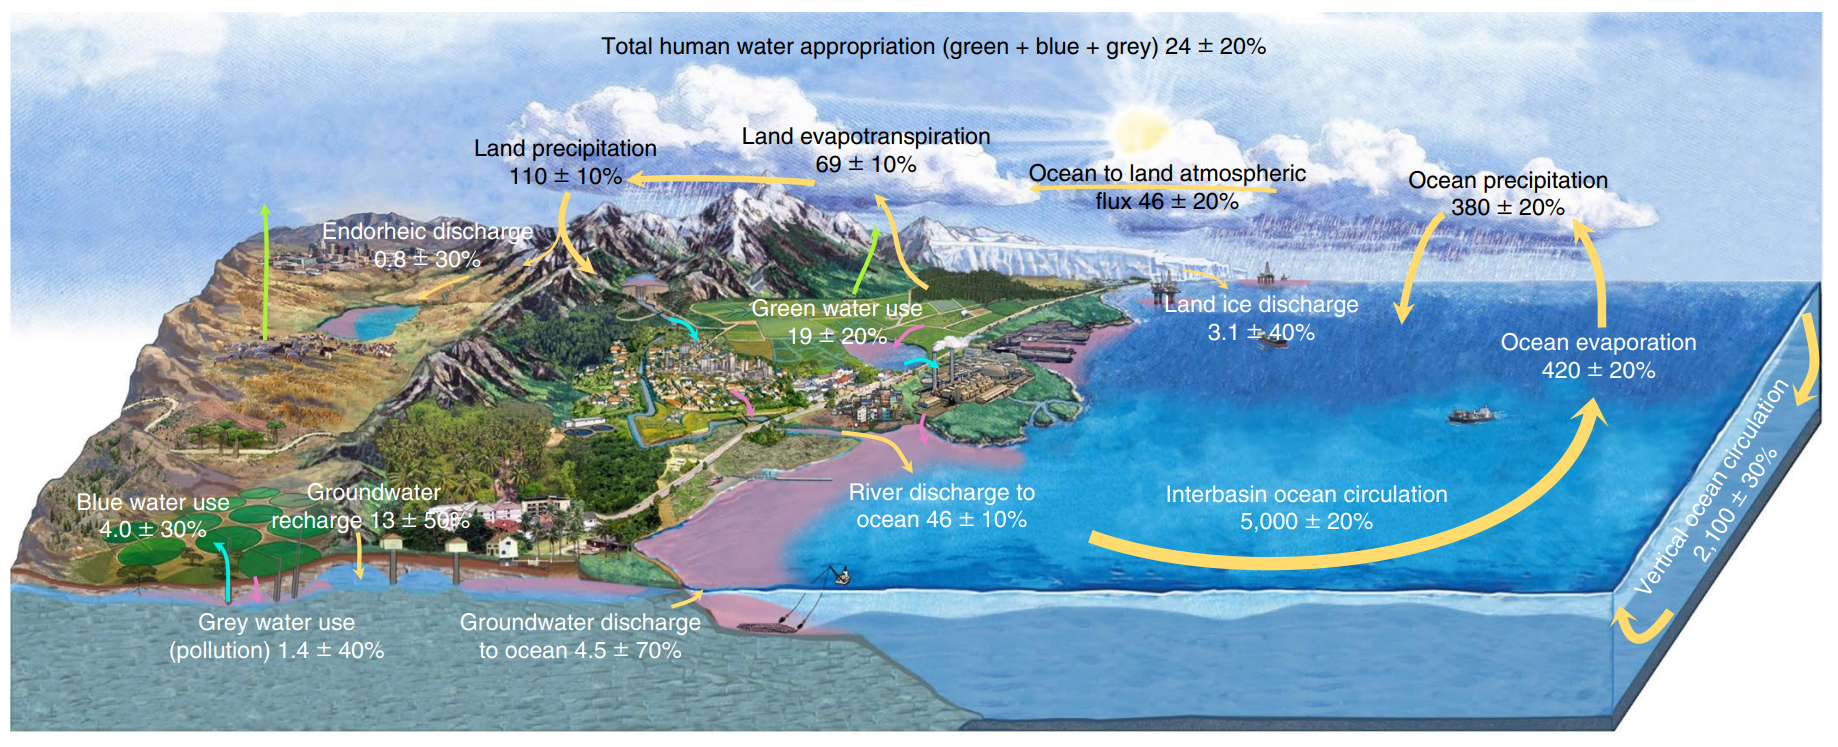 Total human water appropriation (green + blue + grey) 24 ± 20%
Land precipitation
110 ± 10%
Land evapotranspiration
69 ± 10%
Ocean to land atmospheric
flux 46 ± 20%
Ocean precipitation
380 ± 20%
Endorheic discharge
0.8 ± 30%
Green water use
19 ± 20%
Land ice discharge
3.1 ± 40%
Ocean evaporation
420 ± 20%
Blue water use
4.0 ± 30%
Groundwater
recharge 13 ± 50%
River discharge to
ocean 46 ± 10%
Interbasin ocean circulation
5,000 ± 20%
Vertical ocean circulation
2,100 ± 30%
Grey water use
(pollution) 1.4 ± 40%
Groundwater discharge
to ocean 4.5 ± 70%